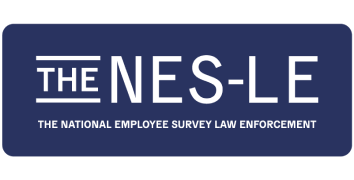 THE NES-LE
THE NATIONAL EMPLOYEE SURVEY LAW ENFORCEMENT